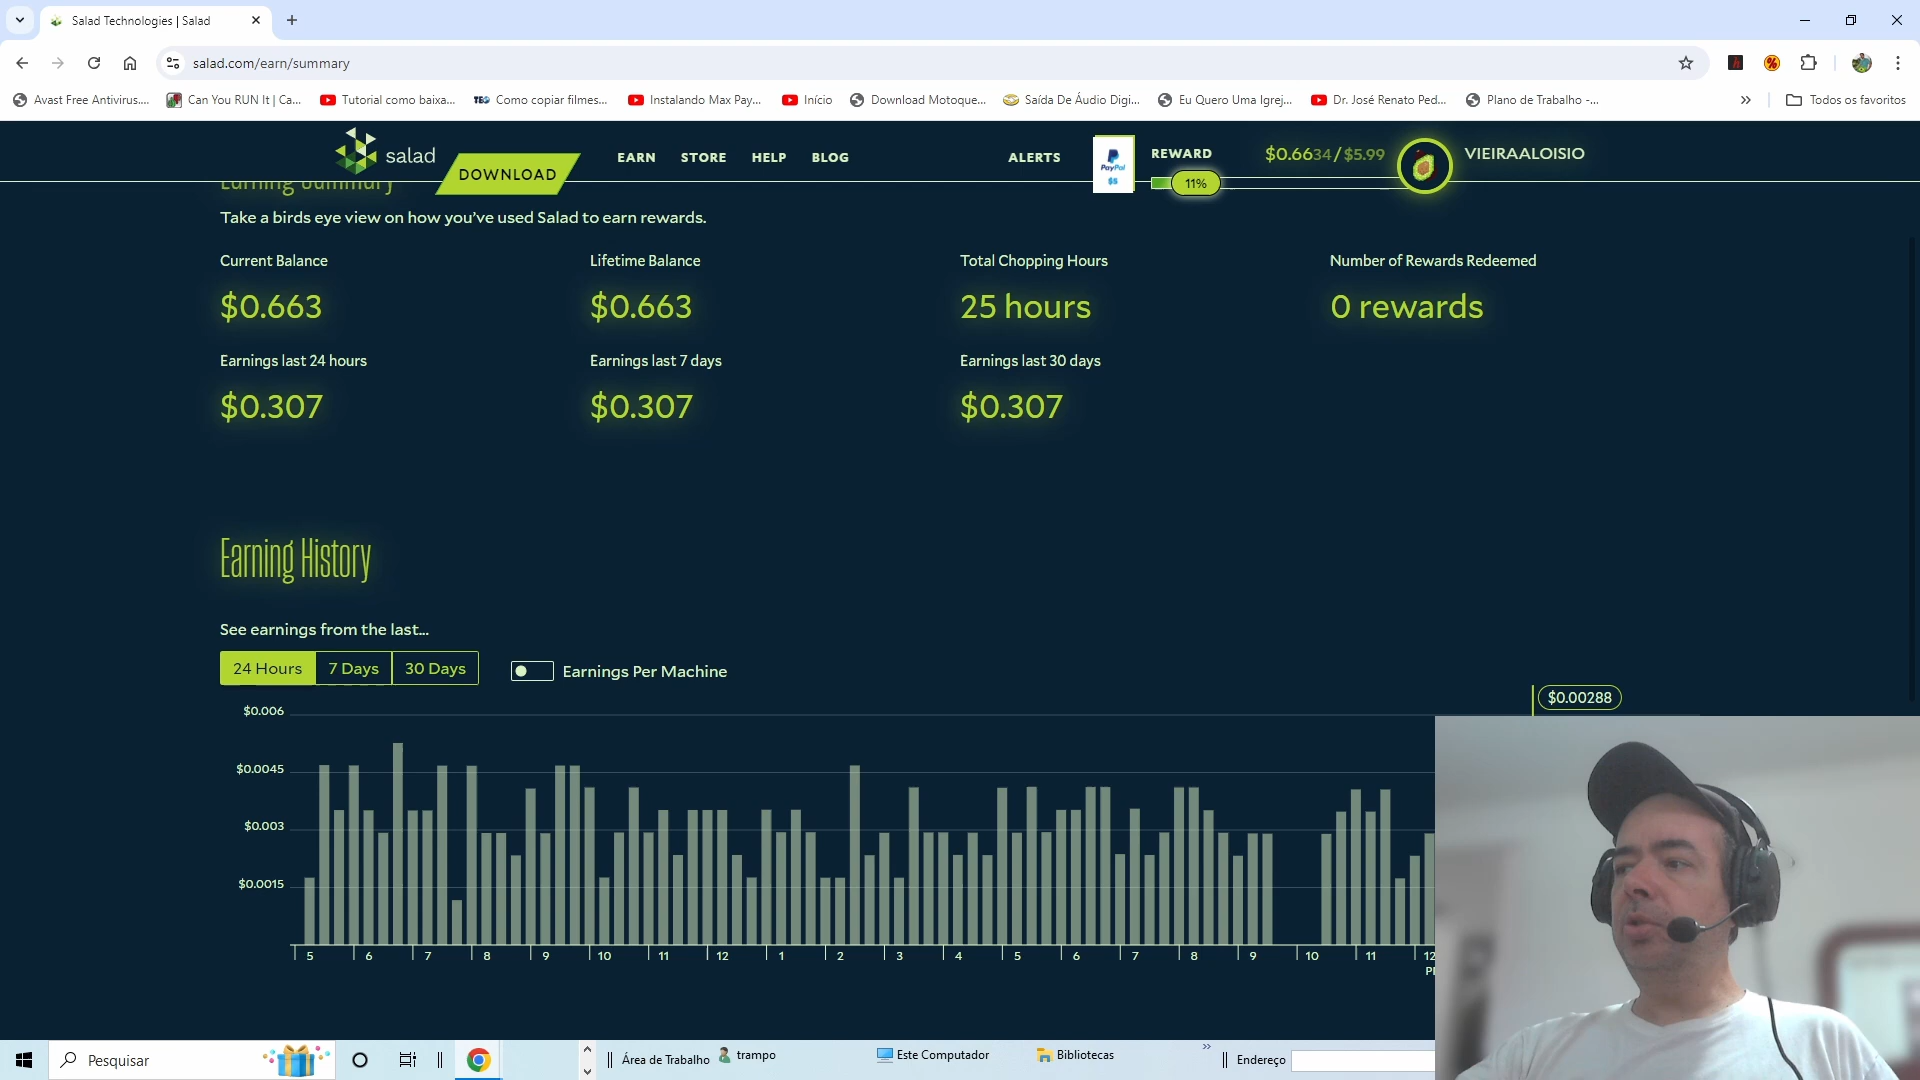 Salad Technologies | Salad
salad.com/earn/summary
Avast Free Antivirus....
Can You RUN It | Ca...
Tutorial como baixa...
Como copiar filmes...
Instalando Max Pay...
Início
Download Motoque...
Saída De Áudio Digi...
Eu Quero Uma Igrej...
Dr. José Renato Ped...
Plano de Trabalho -...
»
Todos os favoritos
salad
DOWNLOAD
EARN
STORE
HELP
BLOG
ALERTS
PayPal
$5
REWARD
$0.6634/$5.99
11%
VIEIRAALOISIO
Earning Summary
Take a birds eye view on how you've used Salad to earn rewards.
Current Balance
Lifetime Balance
Total Chopping Hours
Number of Rewards Redeemed
$0.663
$0.663
25 hours
0 rewards
Earnings last 24 hours
Earnings last 7 days
Earnings last 30 days
$0.307
$0.307
$0.307
Earning History
See earnings from the last...
24 Hours
7 Days
30 Days
Earnings Per Machine
$0.00288
$0.006
$0.0045
$0.003
$0.0015
5 6 7 8 9 10 11 12 1 2 3 4 5 6 7 8 9 10 11 12
Pesquisar
Área de Trabalho
trampo
Este Computador
Bibliotecas
»
Endereço